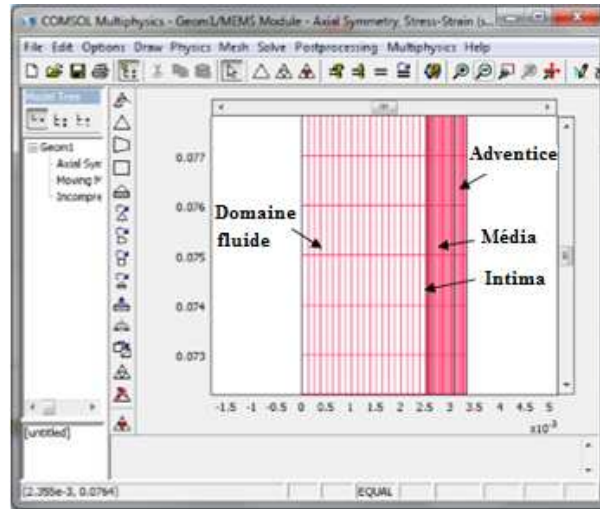 COMSOL Multiphysics - Geom1/MEMS Module - Axial Symmetry, Stress-Strain (s...
File Edit Options Draw Physics Mesh Solve Postprocessing Multiphysics Help
Model Tree
Geom1
Axial Sym
Moving M
Incompre
0.077
0.076
0.075
0.074
0.073
Adventice
Domaine
fluide
Média
Intima
-1.5 -1 -0.5 0 0.5 1 1.5 2 2.5 3 3.5 4 4.5 5
x10⁻³
[untitled]
(2.355e-3, 0.0764)
EQUAL